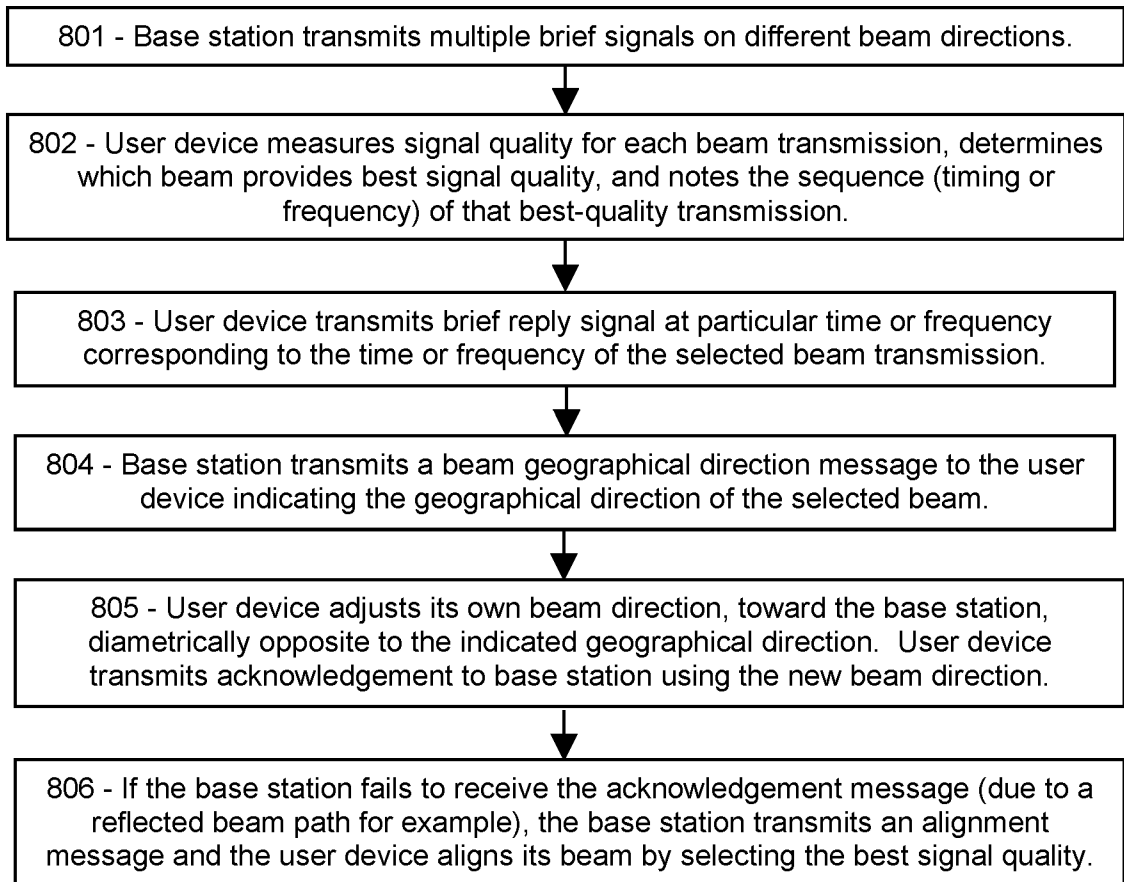 801 - Base station transmits multiple brief signals on different beam directions.
802 - User device measures signal quality for each beam transmission, determines
which beam provides best signal quality, and notes the sequence (timing or
frequency) of that best-quality transmission.
803 - User device transmits brief reply signal at particular time or frequency
corresponding to the time or frequency of the selected beam transmission.
804 - Base station transmits a beam geographical direction message to the user
device indicating the geographical direction of the selected beam.
805 - User device adjusts its own beam direction, toward the base station,
diametrically opposite to the indicated geographical direction.  User device
transmits acknowledgement to base station using the new beam direction.
806 - If the base station fails to receive the acknowledgement message (due to a
reflected beam path for example), the base station transmits an alignment
message and the user device aligns its beam by selecting the best signal quality.